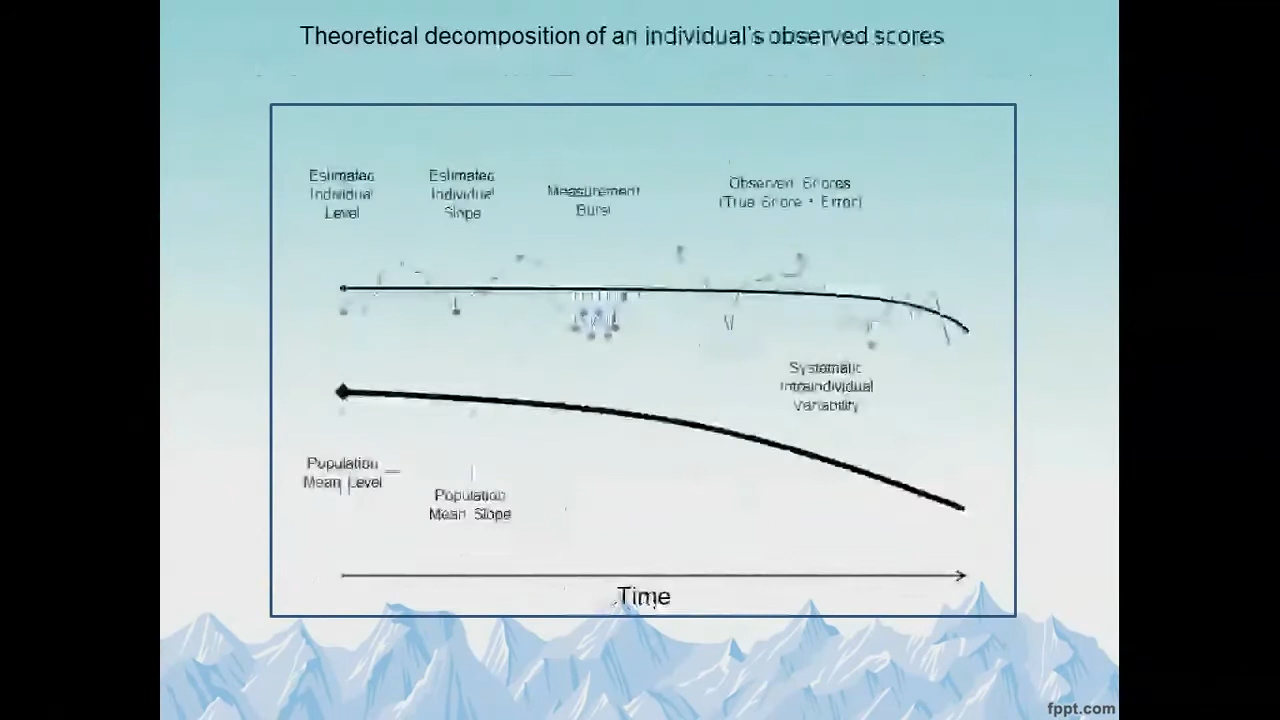 Theoretical decomposition of an individual's observed scores
Estimated
Individual
Level
Estimated
Individual
Slope
Measurement
Burst
Observed Scores
(True Score + Error)
Systematic
Intraindividual
Variability
Population
Mean Level
Population
Mean Slope
Time
fppt.com